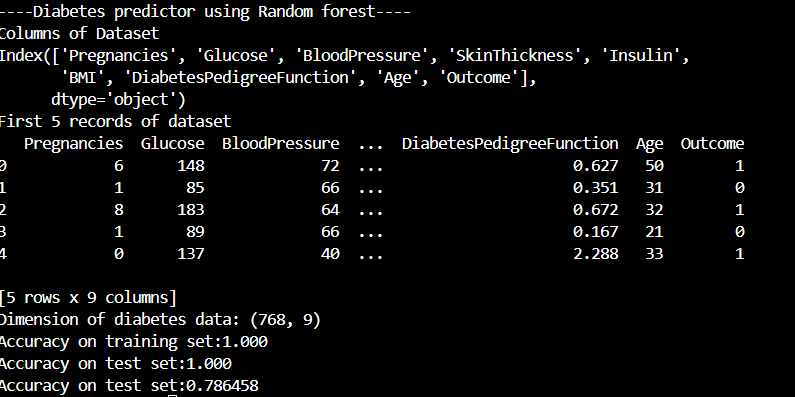 ----Diabetes predictor using Random forest----
Columns of Dataset
Index(['Pregnancies', 'Glucose', 'BloodPressure', 'SkinThickness', 'Insulin',
'BMI', 'DiabetesPedigreeFunction', 'Age', 'Outcome'],
dtype='object')
First 5 records of dataset
Pregnancies Glucose BloodPressure ... DiabetesPedigreeFunction Age Outcome
0 6 148 72 ... 0.627 50 1
1 1 85 66 ... 0.351 31 0
2 8 183 64 ... 0.672 32 1
3 1 89 66 ... 0.167 21 0
4 0 137 40 ... 2.288 33 1
[5 rows x 9 columns]
Dimension of diabetes data: (768, 9)
Accuracy on training set:1.000
Accuracy on test set:1.000
Accuracy on test set:0.786458